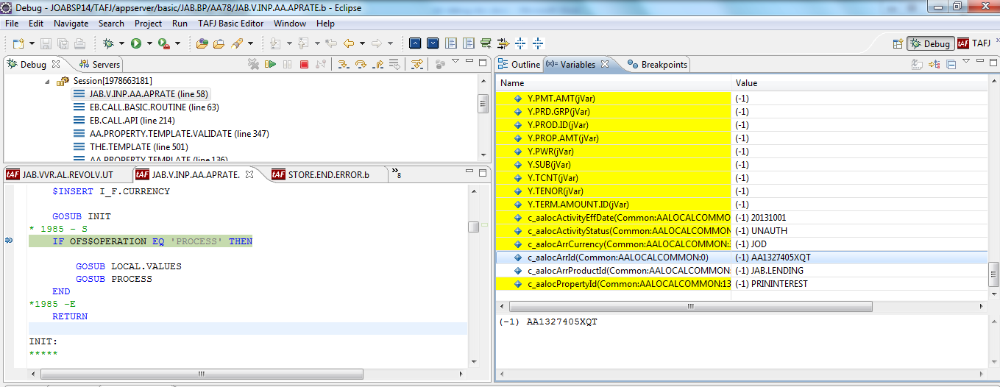 Debug - JOABSP14/TAFJ/appserver/basic/JAB.BP/AA78/JAB.V.INP.AA.APRATE.b - Eclipse
File Edit Navigate Search Project Run TAFJ Basic Editor Window Help
Debug TAFJ
Debug Servers
Session[1978663181]
JAB.V.INP.AA.APRATE (line 58)
EB.CALL.BASIC.ROUTINE (line 63)
EB.CALL.API (line 214)
AA.PROPERTY.TEMPLATE.VALIDATE (line 347)
THE.TEMPLATE (line 501)
AA.PROPERTY.TEMPLATE (line 136)
JAB.VVR.AL.REVOLV.UT JAB.V.INP.AA.APRATE. STORE.END.ERROR.b »8
$INSERT I_F.CURRENCY
GOSUB INIT
* 1985 - S
IF OFS$OPERATION EQ 'PROCESS' THEN
GOSUB LOCAL.VALUES
GOSUB PROCESS
END
*1985 -E
RETURN
INIT:
*****
Outline (x)= Variables Breakpoints
Name Value
Y.PMT.AMT(jVar) (-1)
Y.PRD.GRP(jVar) (-1)
Y.PROD.ID(jVar) (-1)
Y.PROP.AMT(jVar) (-1)
Y.PWR(jVar) (-1)
Y.SUB(jVar) (-1)
Y.TCNT(jVar) (-1)
Y.TENOR(jVar) (-1)
Y.TERM.AMOUNT.ID(jVar) (-1)
c_aalocActivityEffDate(Common:AALOCALCOMMO (-1) 20131001
c_aalocActivityStatus(Common:AALOCALCOMMON (-1) UNAUTH
c_aalocArrCurrency(Common:AALOCALCOMMON:3 (-1) JOD
c_aalocArrId(Common:AALOCALCOMMON:0) (-1) AA1327405XQT
c_aalocArrProductId(Common:AALOCALCOMMON: (-1) JAB.LENDING
c_aalocPropertyId(Common:AALOCALCOMMON:13 (-1) PRININTEREST
(-1) AA1327405XQT